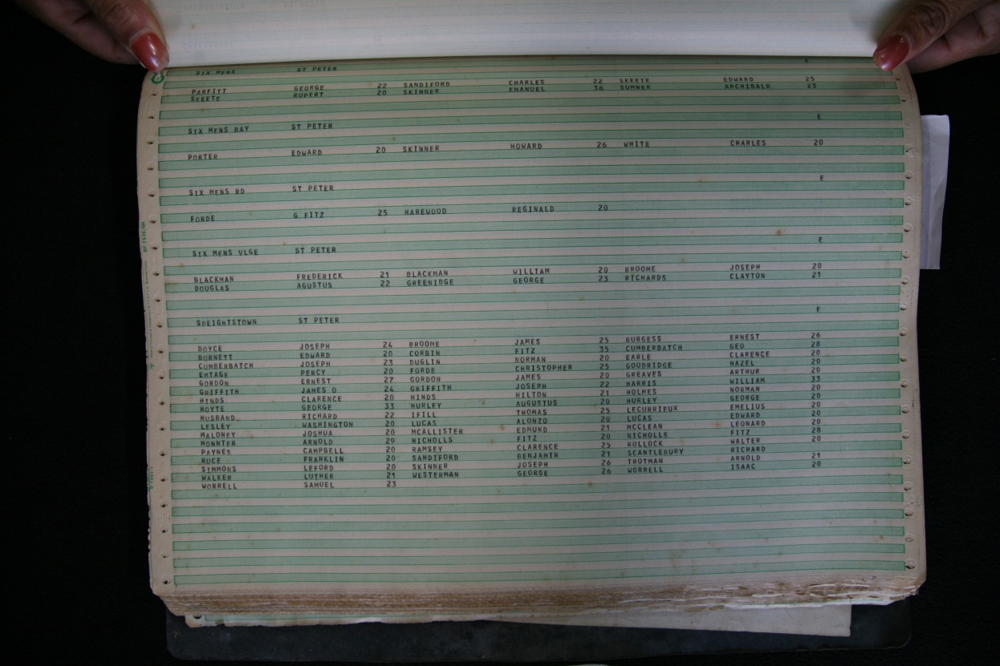 SIX MENS ST PETER E
PARFITT GEORGE 22 SANDIFORD CHARLES 22 SKEETE EDWARD 25
SKEETE RUPERT 20 SKINNER EMANUEL 38 SUMNER ARCHIBALD 23
SIX MENS BAY ST PETER E
PORTER EDWARD 20 SKINNER HOWARD 26 WHITE CHARLES 20
SIX MENS RD ST PETER E
FORDE G FITZ 25 HAREWOOD REGINALD 20
SIX MENS VLGE ST PETER E
BLACKMAN FREDERICK 21 BLACKMAN WILLIAM 20 BROOME JOSEPH 20
DOUGLAS AGUSTUS 22 GREENIDGE GEORGE 23 RICHARDS CLAYTON 21
SPEIGHTSTOWN ST PETER E
BOYCE JOSEPH 24 BROOME JAMES 25 BURGESS ERNEST 26
BURNETT EDWARD 20 CORBIN FITZ 35 CUMBERBATCH GEO 28
CUMBERBATCH JOSEPH 23 DUGLIN NORMAN 20 EARLE CLARENCE 20
EMTAGE PERCY 20 FORDE CHRISTOPHER 25 GOODRIDGE HAZEL 20
GORDON ERNEST 27 GORDON JAMES 20 GREAVES ARTHUR 20
GRIFFITH JAMES O 24 GRIFFITH JOSEPH 22 HARRIS WILLIAM 33
HINDS CLARENCE 20 HINDS HILTON 21 HOLMES NORMAN 20
HOYTE GEORGE 33 HURLEY AUGUSTUS 20 HURLEY GEORGE 20
HUSBAND RICHARD 22 IFILL THOMAS 25 LECURRIEUX EMELIUS 20
LESLEY WASHINGTON 20 LUCAS ALONZO 20 LUCAS EDWARD 20
MALONEY JOSHUA 20 MCALLISTER EDMUND 21 MCCLEAN LEONARD 20
MONNTER ARNOLD 29 NICHOLLS FITZ 20 NICHOLLS FITZ 28
PAYNES CAMPBELL 20 RAMSEY CLARENCE 25 ROLLOCK WALTER 20
RUCE FRANKLIN 20 SANDIFORD BENJAMIN 21 SCANTLEBURY RICHARD
SIMMONS LEFORD 20 SKINNER JOSEPH 26 TROTMAN ARNOLD 21
WALKER LUTHER 21 WESTERMAN GEORGE 26 WORRELL ISAAC 20
WORRELL SAMUEL 23